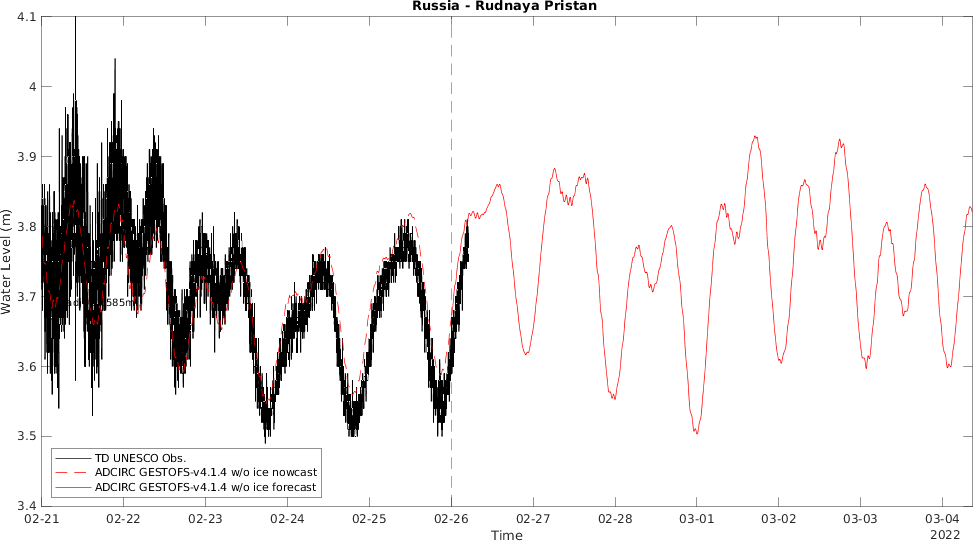 Russia - Rudnaya Pristan
Water Level (m)
4.1
4
3.9
3.8
3.7
3.6
3.5
3.4
585m
TD UNESCO Obs.
ADCIRC GESTOFS-v4.1.4 w/o ice nowcast
ADCIRC GESTOFS-v4.1.4 w/o ice forecast
02-21 02-22 02-23 02-24 02-25 02-26 02-27 02-28 03-01 03-02 03-03 03-04
Time 2022